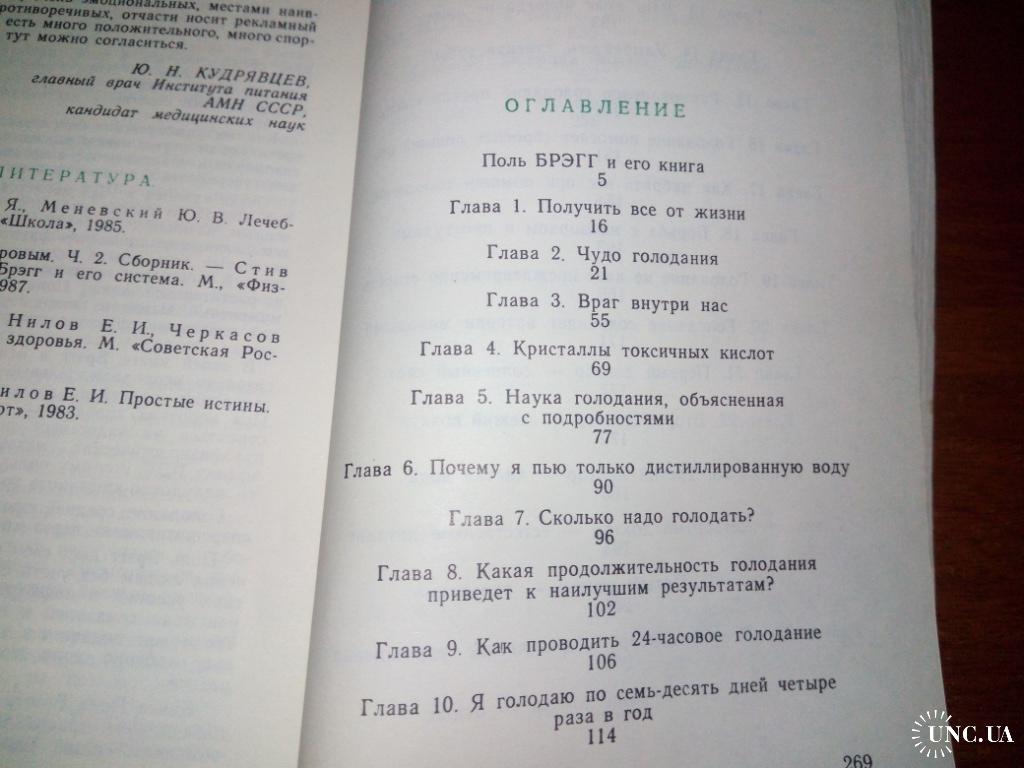 эмоциональных, местами наив-
ротиворечивых, отчасти носит рекламный
есть много положительного, много спор-
тут можно согласиться.
Ю. Н. КУДРЯВЦЕВ,
главный врач Института питания
АМН СССР,
кандидат медицинских наук
ИТЕРАТУРА
Я., Меневский Ю. В. Лечеб-
«Школа», 1985.
ровым. Ч. 2. Сборник. — Стив
Брэгг и его система. М., «Физ-
987.
Нилов Е. И., Черкасов
здоровья. М. «Советская Рос-
илов Е. И. Простые истины.
рт», 1983.
ОГЛАВЛЕНИЕ
Поль БРЭГГ и его книга
5
Глава 1. Получить все от жизни
16
Глава 2. Чудо голодания
21
Глава 3. Враг внутри нас
55
Глава 4. Кристаллы токсичных кислот
69
Глава 5. Наука голодания, объясненная
с подробностями
77
Глава 6. Почему я пью только дистиллированную воду
90
Глава 7. Сколько надо голодать?
96
Глава 8. Какая продолжительность голодания
приведет к наилучшим результатам?
102
Глава 9. Как проводить 24-часовое голодание
106
Глава 10. Я голодаю по семь-десять дней четыре
раза в год
114
269
UNC.UA